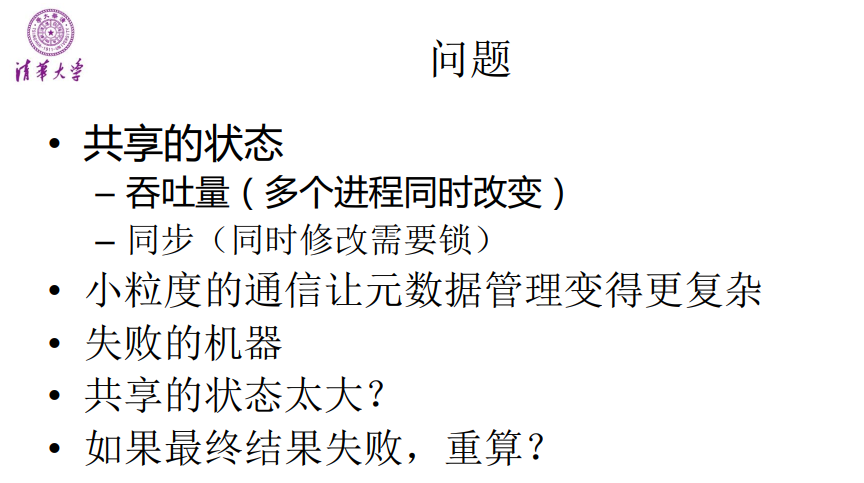 清华大学
问题
• 共享的状态
– 吞吐量（多个进程同时改变）
– 同步（同时修改需要锁）
• 小粒度的通信让元数据管理变得更复杂
• 失败的机器
• 共享的状态太大？
• 如果最终结果失败，重算？